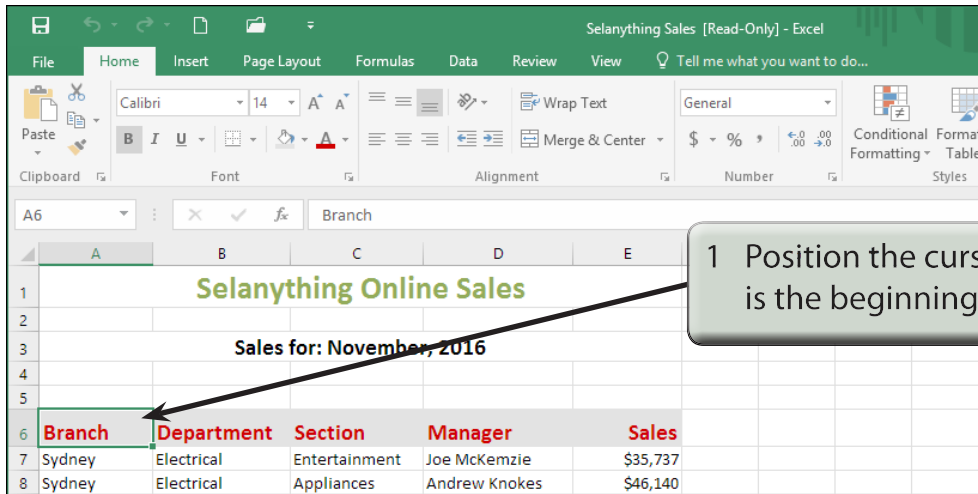 Selanything Sales [Read-Only] - Excel
File Home Insert Page Layout Formulas Data Review View Tell me what you want to do...
Paste Calibri 14 A A Wrap Text General
B I U A Merge & Center $ % , .0 .00 .00 .0 Conditional Formatting
Clipboard Font Alignment Number Styles
A6 fx Branch
A B C D E
1 Selanything Online Sales
2
3 Sales for: November, 2016
4
5
6 Branch Department Section Manager Sales
7 Sydney Electrical Entertainment Joe McKemzie $35,737
8 Sydney Electrical Appliances Andrew Knokes $46,140
1 Position the curs
is the beginning